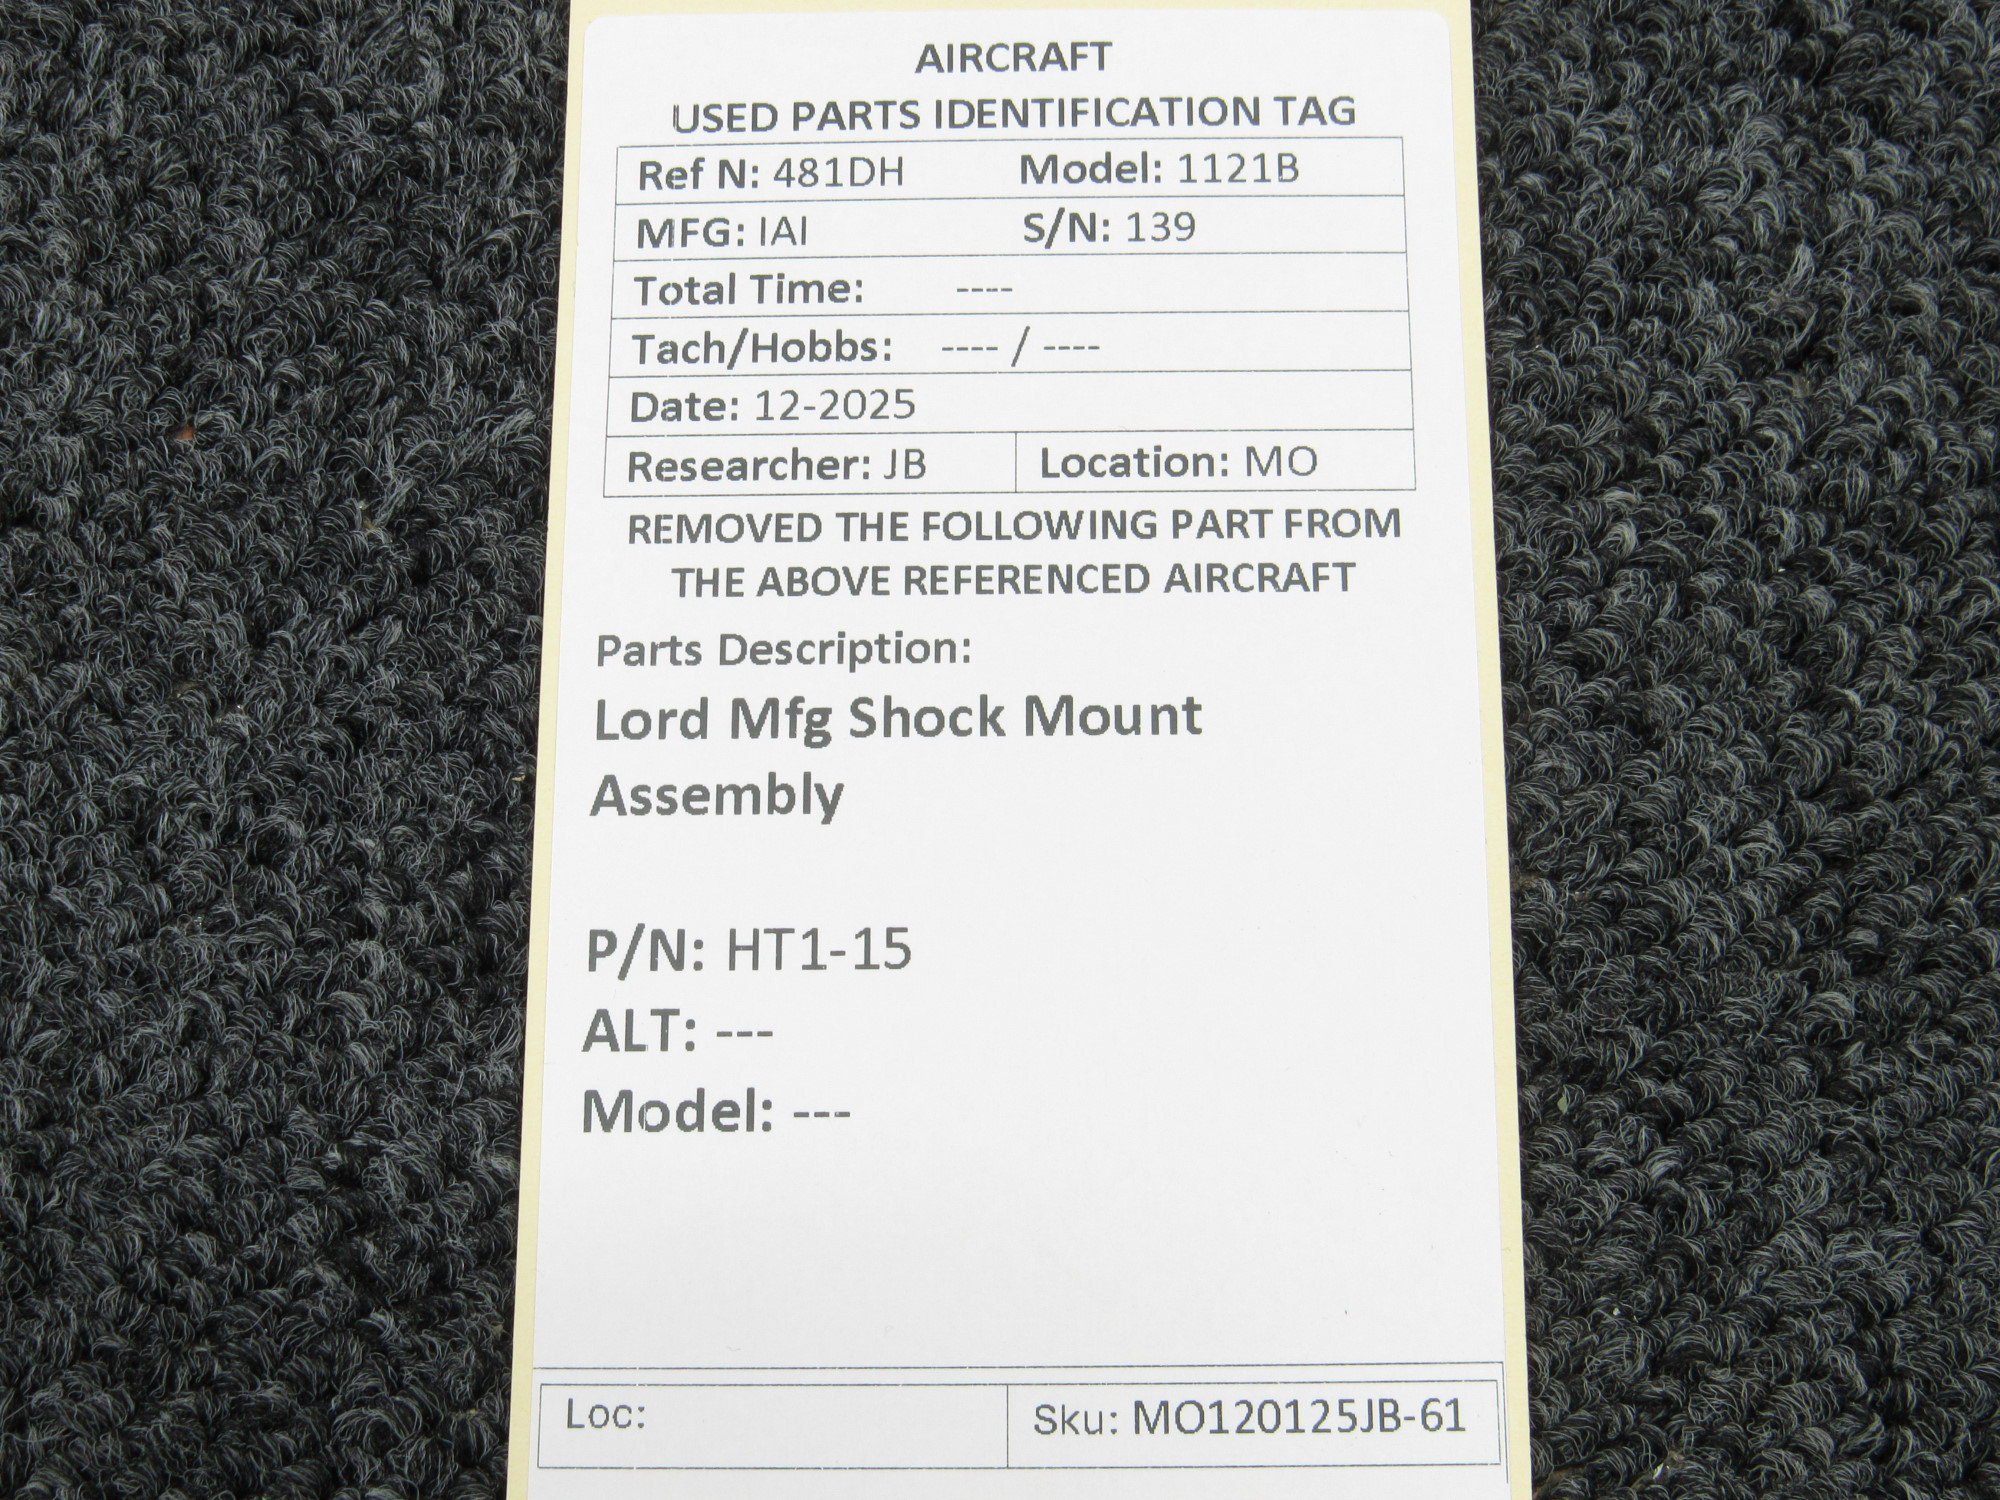 AIRCRAFT
USED PARTS IDENTIFICATION TAG
Ref N: 481DH Model: 1121B
MFG: IAI S/N: 139
Total Time: ----
Tach/Hobbs: ---- / ----
Date: 12-2025
Researcher: JB Location: MO
REMOVED THE FOLLOWING PART FROM
THE ABOVE REFERENCED AIRCRAFT
Parts Description:
Lord Mfg Shock Mount
Assembly
P/N: HT1-15
ALT: ---
Model: ---
Loc: Sku: MO120125JB-61